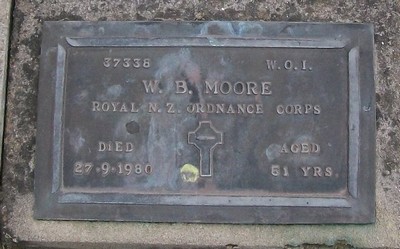 37338 W.O.I.
W. B. MOORE
ROYAL N.Z. ORDNANCE CORPS
DIED AGED
27·9·1980 51 YRS.